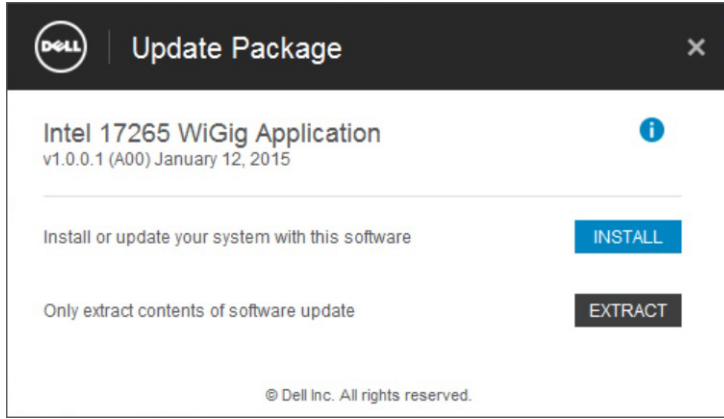 DELL
Update Package
Intel 17265 WiGig Application
v1.0.0.1 (A00) January 12, 2015
Install or update your system with this software
INSTALL
Only extract contents of software update
EXTRACT
© Dell Inc. All rights reserved.